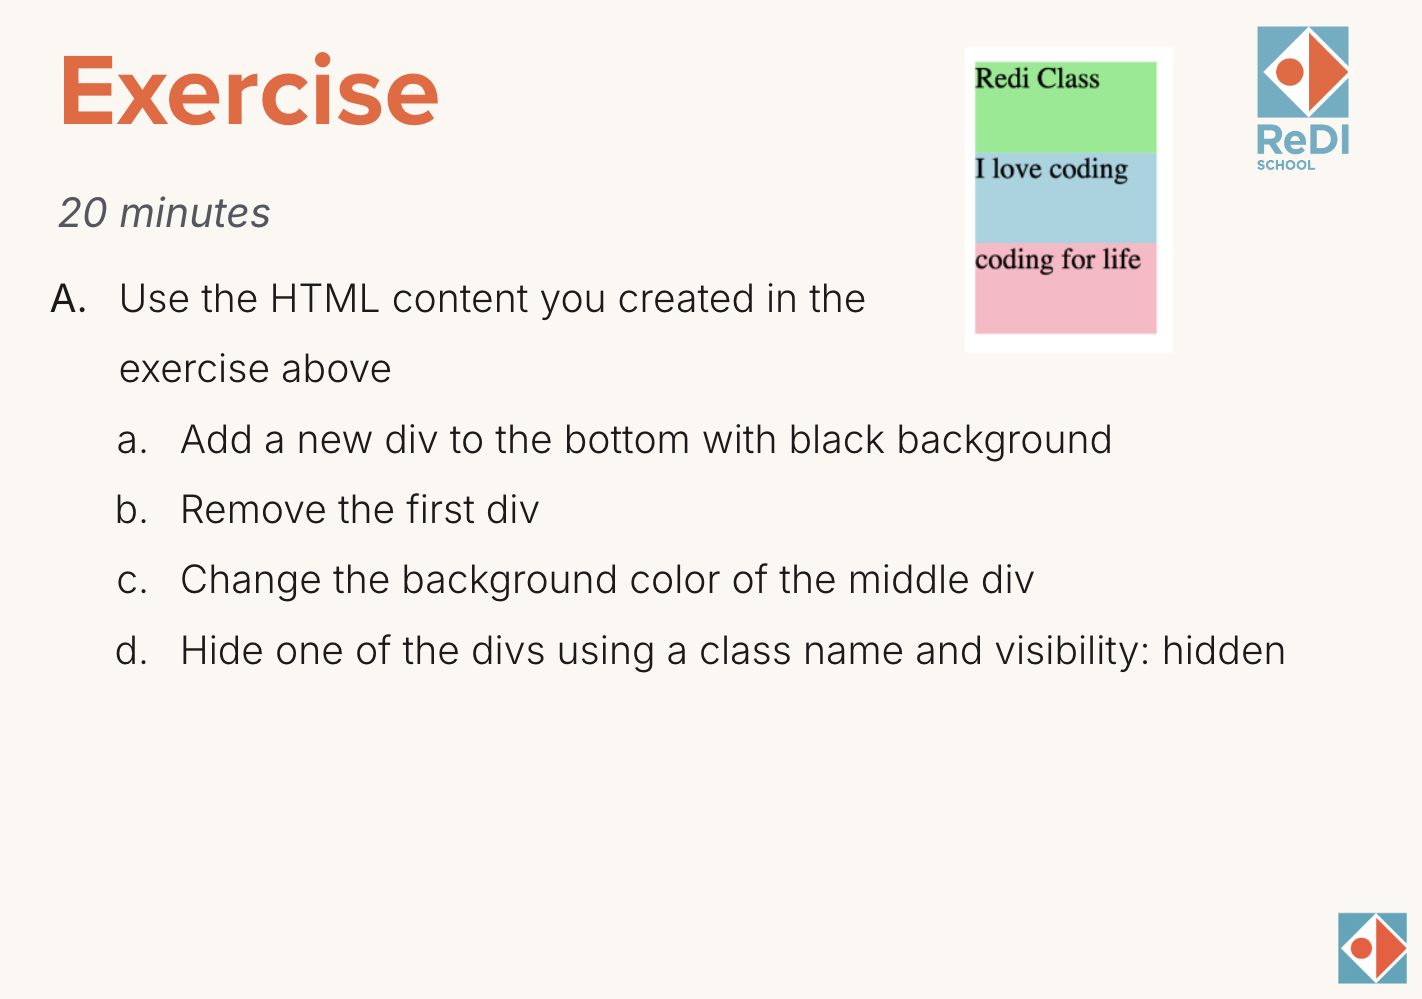 Exercise
Redi Class
I love coding
coding for life
ReDI
SCHOOL
20 minutes
A. Use the HTML content you created in the
exercise above
a. Add a new div to the bottom with black background
b. Remove the first div
c. Change the background color of the middle div
d. Hide one of the divs using a class name and visibility: hidden